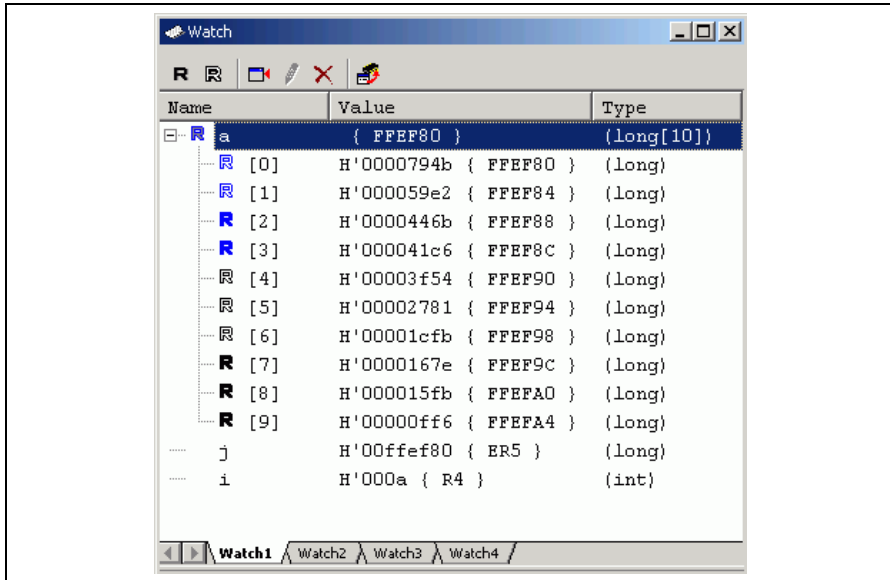 Watch
R R
Name Value Type
R a { FFEF80 } (long[10])
R [0] H'0000794b { FFEF80 } (long)
R [1] H'000059e2 { FFEF84 } (long)
R [2] H'0000446b { FFEF88 } (long)
R [3] H'000041c6 { FFEF8C } (long)
R [4] H'00003f54 { FFEF90 } (long)
R [5] H'00002781 { FFEF94 } (long)
R [6] H'00001cfb { FFEF98 } (long)
R [7] H'0000167e { FFEF9C } (long)
R [8] H'000015fb { FFEFA0 } (long)
R [9] H'00000ff6 { FFEFA4 } (long)
j H'00ffef80 { ER5 } (long)
i H'000a { R4 } (int)
Watch1 Watch2 Watch3 Watch4